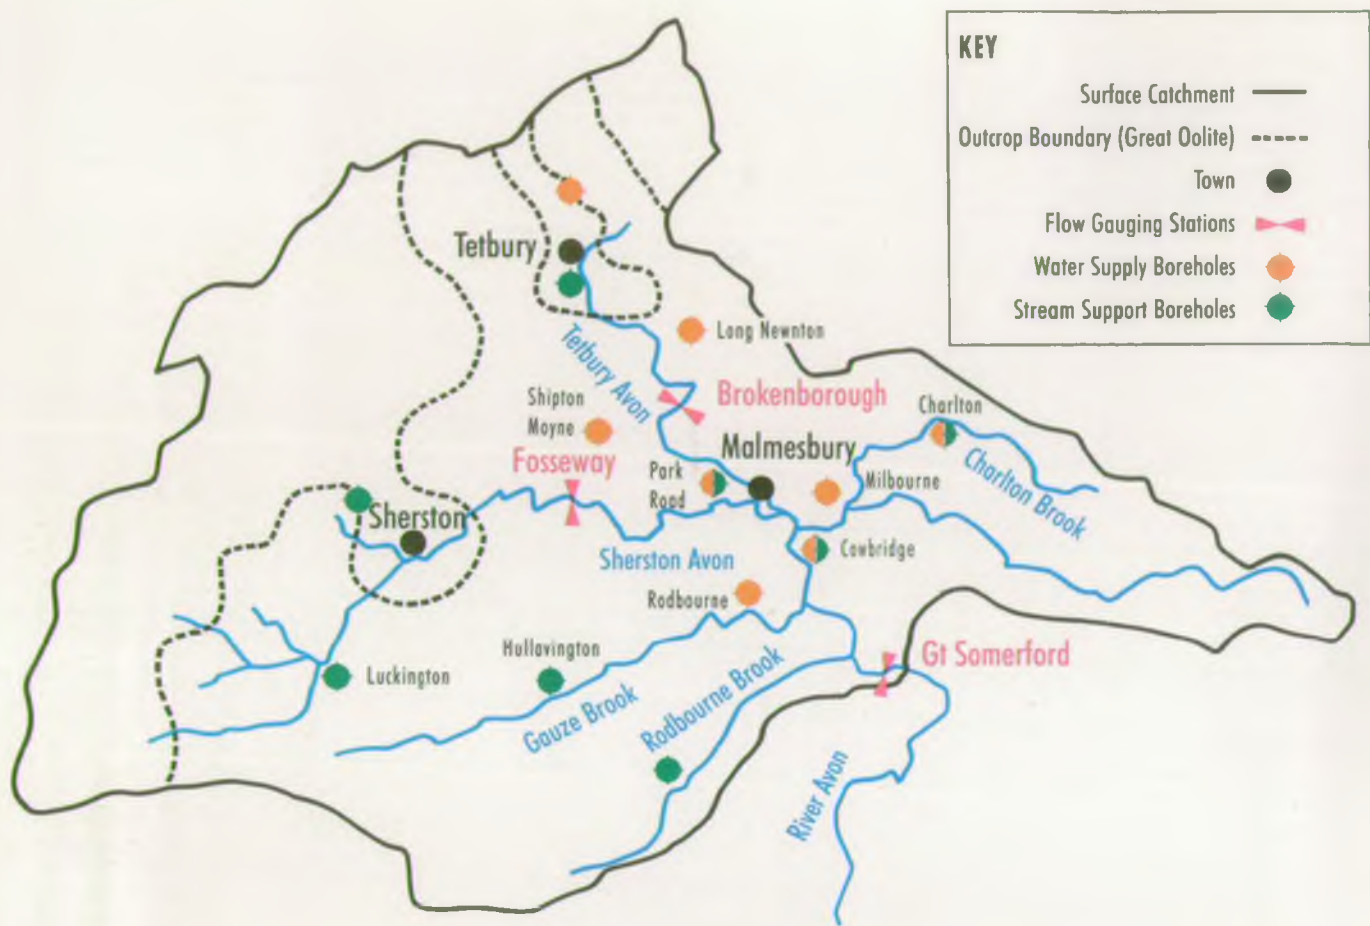 KEY
Surface Catchment
Outcrop Boundary (Great Oolite)
Town
Flow Gauging Stations
Water Supply Boreholes
Stream Support Boreholes
Tetbury
Long Newnton
Tetbury Avon
Brokenborough
Shipton
Moyne
Charlton
Fosseway
Malmesbury
Park
Road
Milbourne
Charlton Brook
Sherston
Cowbridge
Sherston Avon
Rodbourne
Hullavington
Gt Somerford
Luckington
Gauze Brook
Rodbourne Brook
River Avon